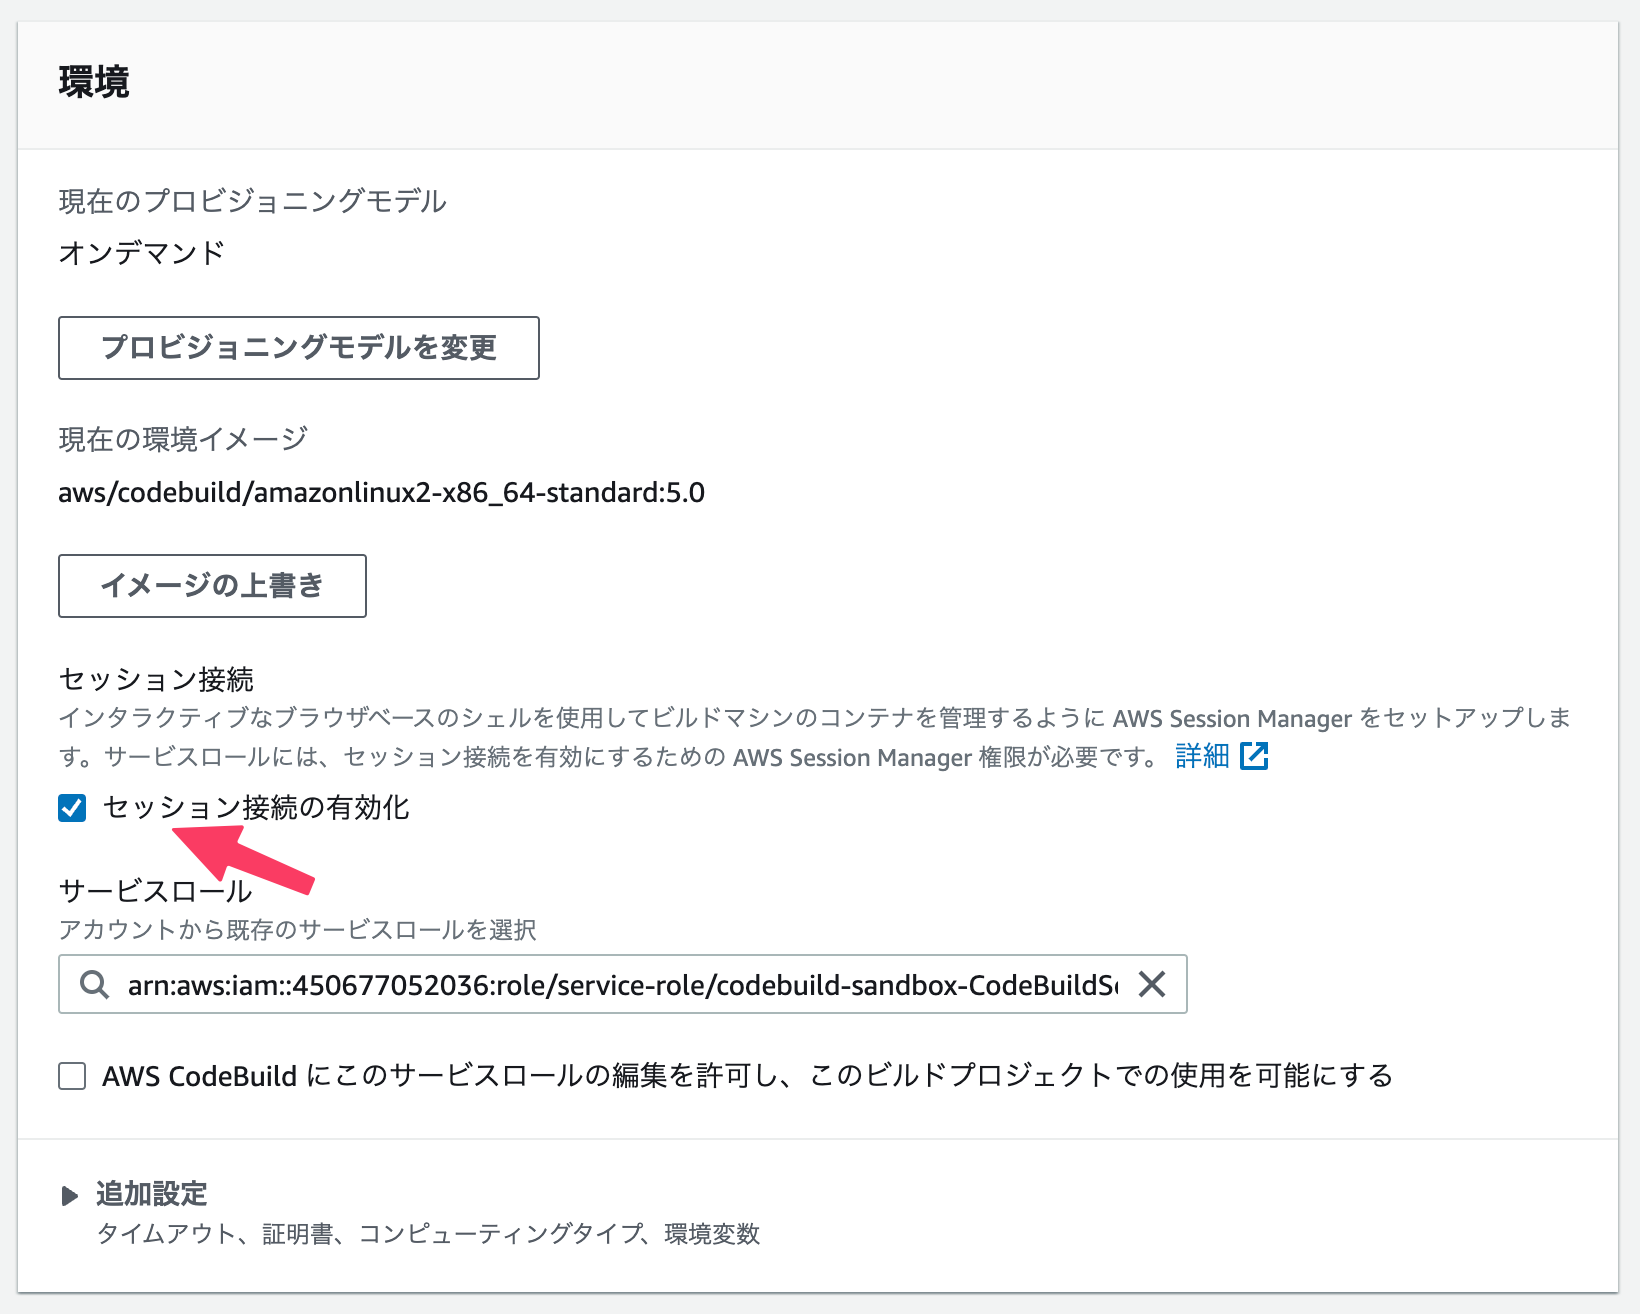 環境
現在のプロビジョニングモデル
オンデマンド
プロビジョニングモデルを変更
現在の環境イメージ
aws/codebuild/amazonlinux2-x86_64-standard:5.0
イメージの上書き
セッション接続
インタラクティブなブラウザベースのシェルを使用してビルドマシンのコンテナを管理するように AWS Session Manager をセットアップしま
す。サービスロールには、セッション接続を有効にするための AWS Session Manager 権限が必要です。 詳細
セッション接続の有効化
サービスロール
アカウントから既存のサービスロールを選択
arn:aws:iam::450677052036:role/service-role/codebuild-sandbox-CodeBuildSe
AWS CodeBuild にこのサービスロールの編集を許可し、このビルドプロジェクトでの使用を可能にする
追加設定
タイムアウト、証明書、コンピューティングタイプ、環境変数